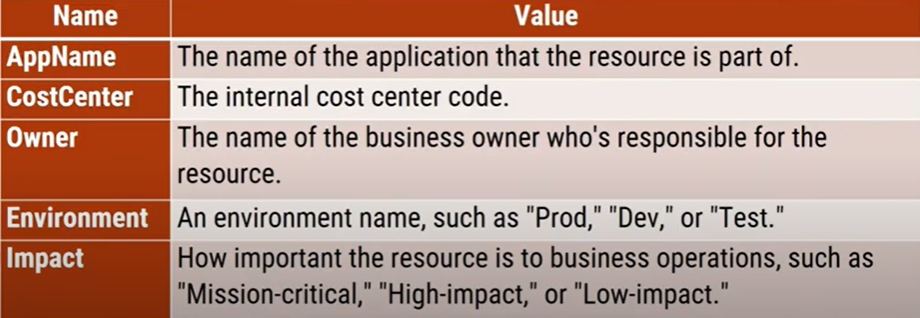 Name Value
AppName The name of the application that the resource is part of.
CostCenter The internal cost center code.
Owner The name of the business owner who's responsible for the
resource.
Environment An environment name, such as "Prod," "Dev," or "Test."
Impact How important the resource is to business operations, such as
"Mission-critical," "High-impact," or "Low-impact."